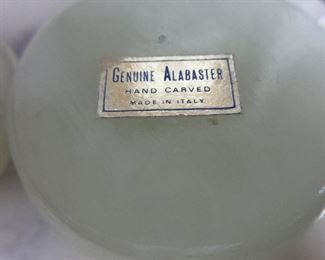 GENUINE ALABASTER
HAND CARVED
MADE IN ITALY